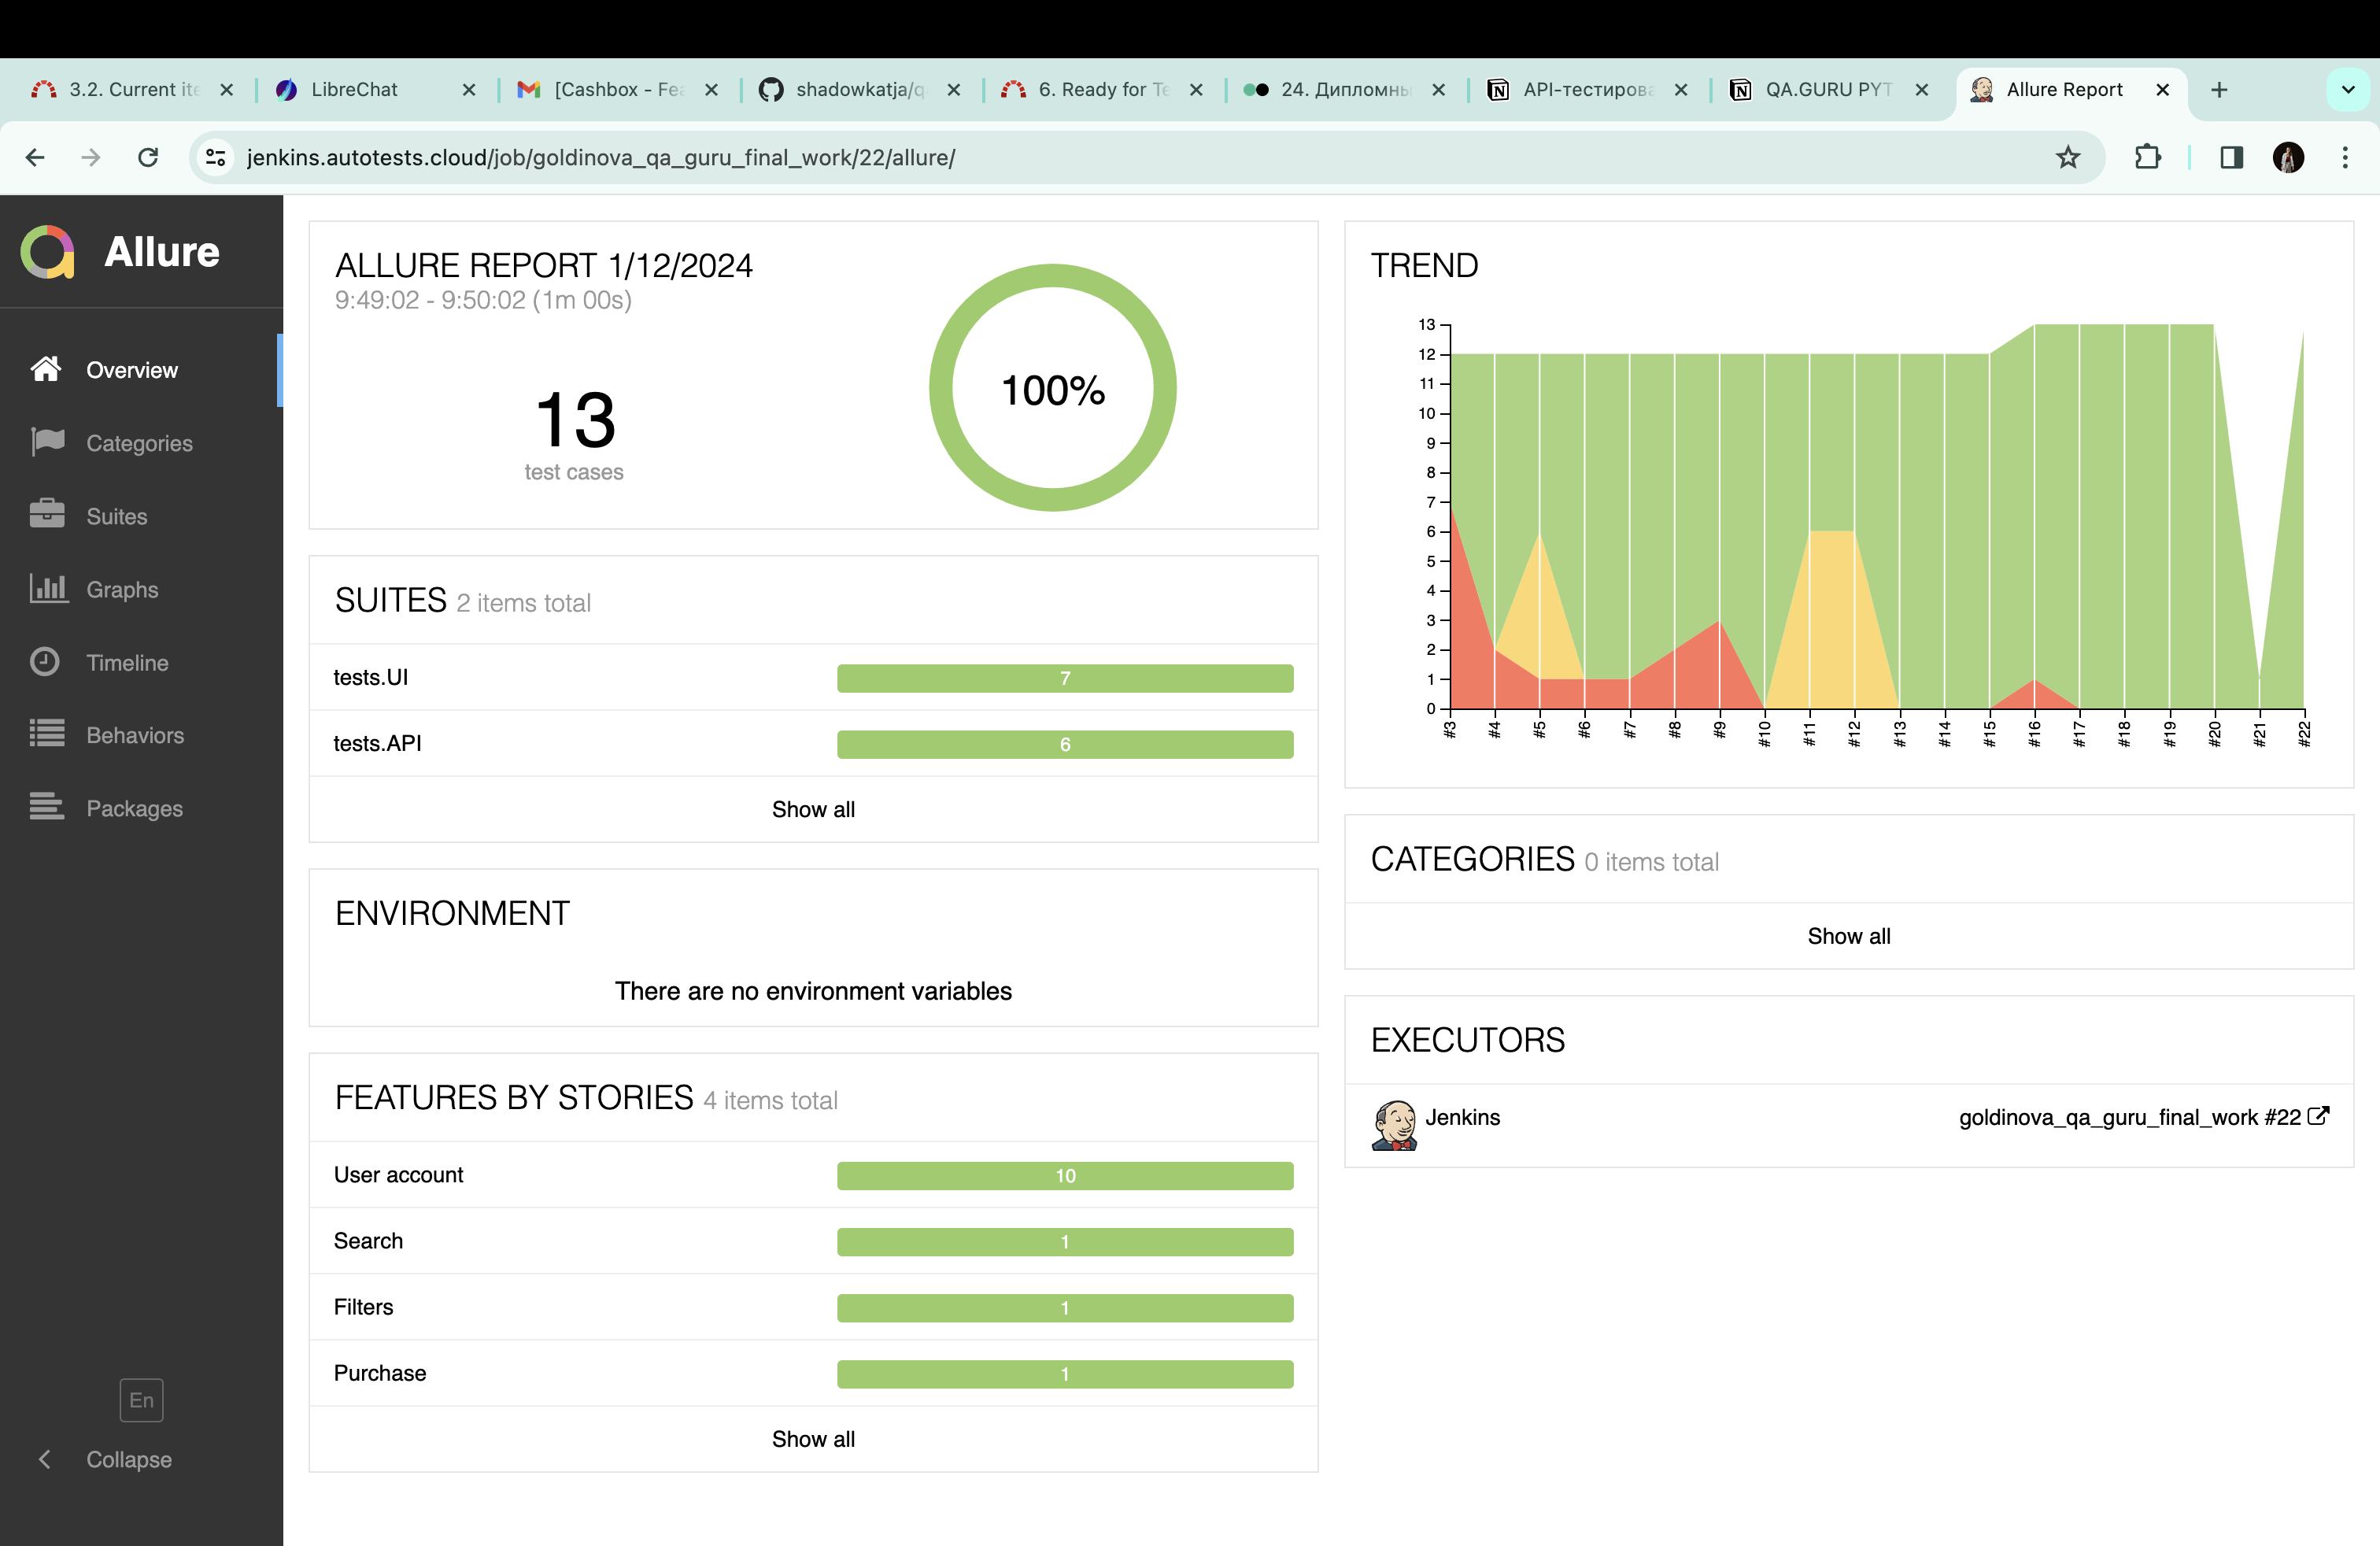 3.2. Current ite
LibreChat
[Cashbox - Fea
shadowkatja/q
6. Ready for Te
24. Дипломны
API-тестирова
QA.GURU PYT
Allure Report
jenkins.autotests.cloud/job/goldinova_qa_guru_final_work/22/allure/
Allure
Overview
Categories
Suites
Graphs
Timeline
Behaviors
Packages
En
Collapse
ALLURE REPORT 1/12/2024
9:49:02 - 9:50:02 (1m 00s)
13
test cases
100%
SUITES 2 items total
tests.UI 7
tests.API 6
Show all
ENVIRONMENT
There are no environment variables
FEATURES BY STORIES 4 items total
User account 10
Search 1
Filters 1
Purchase 1
Show all
TREND
13
12
11
10
9
8
7
6
5
4
3
2
1
0
#3 #4 #5 #6 #7 #8 #9 #10 #11 #12 #13 #14 #15 #16 #17 #18 #19 #20 #21 #22
CATEGORIES 0 items total
Show all
EXECUTORS
Jenkins goldinova_qa_guru_final_work #22